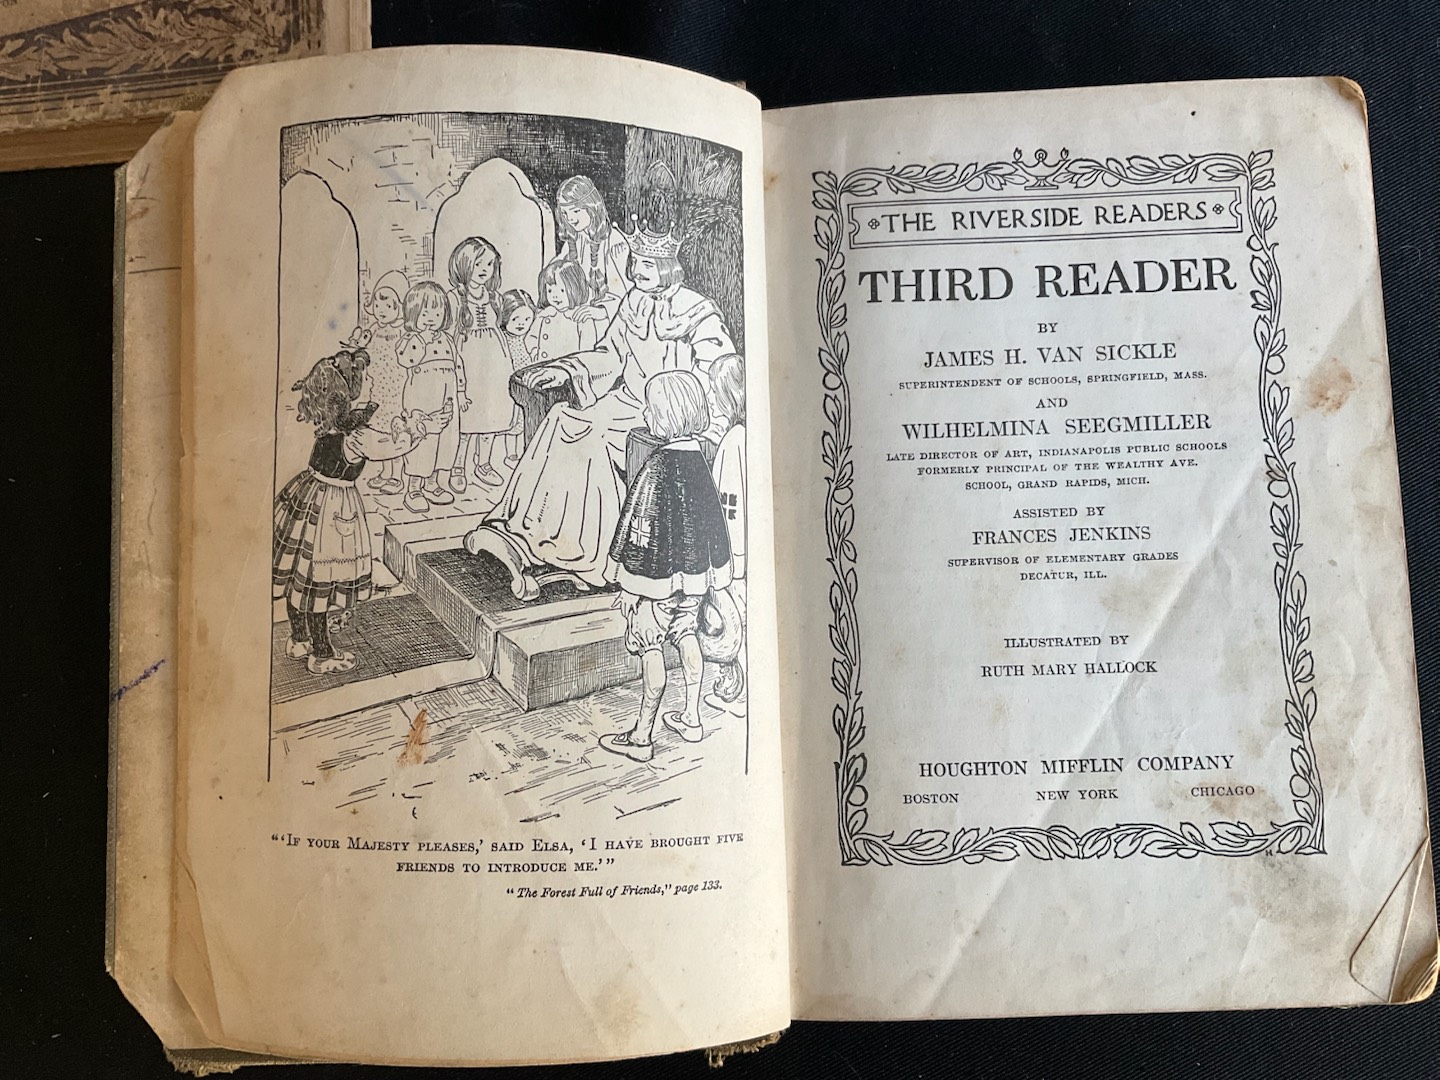 "'If your Majesty pleases,' said Elsa, 'I have brought five
friends to introduce me.'"
"The Forest Full of Friends," page 133.
THE RIVERSIDE READERS
THIRD READER
BY
JAMES H. VAN SICKLE
SUPERINTENDENT OF SCHOOLS, SPRINGFIELD, MASS.
AND
WILHELMINA SEEGMILLER
LATE DIRECTOR OF ART, INDIANAPOLIS PUBLIC SCHOOLS
FORMERLY PRINCIPAL OF THE WEALTHY AVE.
SCHOOL, GRAND RAPIDS, MICH.
ASSISTED BY
FRANCES JENKINS
SUPERVISOR OF ELEMENTARY GRADES
DECATUR, ILL.
ILLUSTRATED BY
RUTH MARY HALLOCK
HOUGHTON MIFFLIN COMPANY
BOSTON NEW YORK CHICAGO